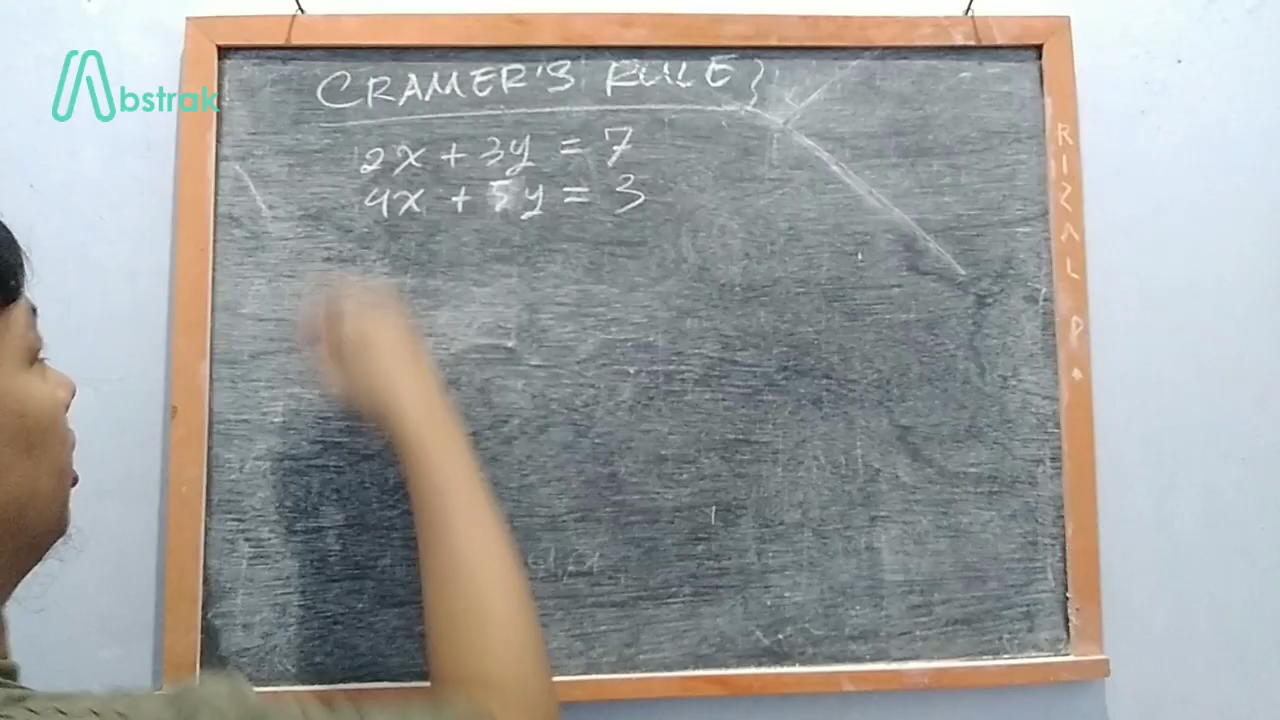 Abstrak
CRAMER'S RULE
2x + 3y = 7
4x + 5y = 3
RIZAL P